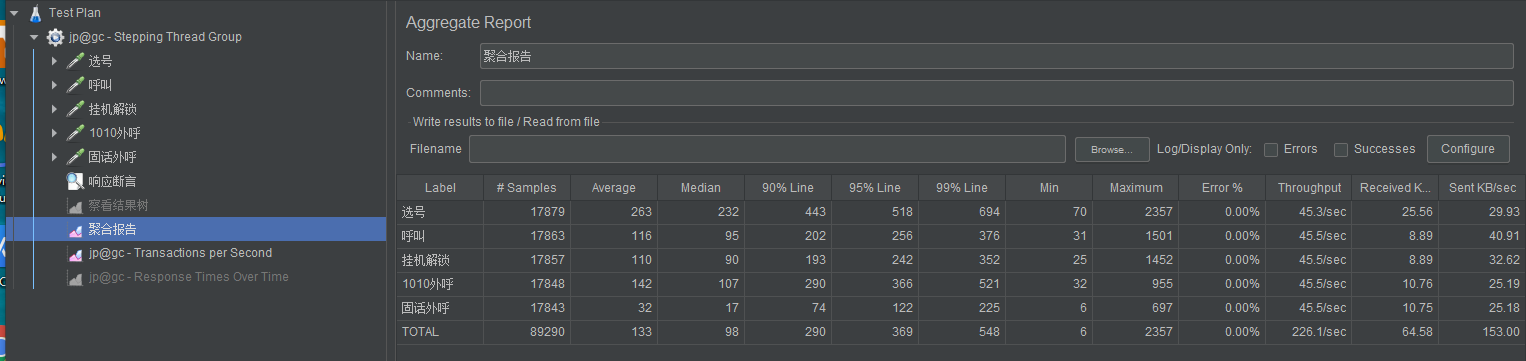 Test Plan
jp@gc - Stepping Thread Group
选号
呼叫
挂机解锁
1010外呼
固话外呼
响应断言
察看结果树
聚合报告
jp@gc - Transactions per Second
jp@gc - Response Times Over Time
Aggregate Report
Name: 聚合报告
Comments:
Write results to file / Read from file
Filename Browse... Log/Display Only: Errors Successes Configure
Label # Samples Average Median 90% Line 95% Line 99% Line Min Maximum Error % Throughput Received K... Sent KB/sec
选号 17879 263 232 443 518 694 70 2357 0.00% 45.3/sec 25.56 29.93
呼叫 17863 116 95 202 256 376 31 1501 0.00% 45.5/sec 8.89 40.91
挂机解锁 17857 110 90 193 242 352 25 1452 0.00% 45.5/sec 8.89 32.62
1010外呼 17848 142 107 290 366 521 32 955 0.00% 45.5/sec 10.76 25.19
固话外呼 17843 32 17 74 122 225 6 697 0.00% 45.5/sec 10.75 25.18
TOTAL 89290 133 98 290 369 548 6 2357 0.00% 226.1/sec 64.58 153.00